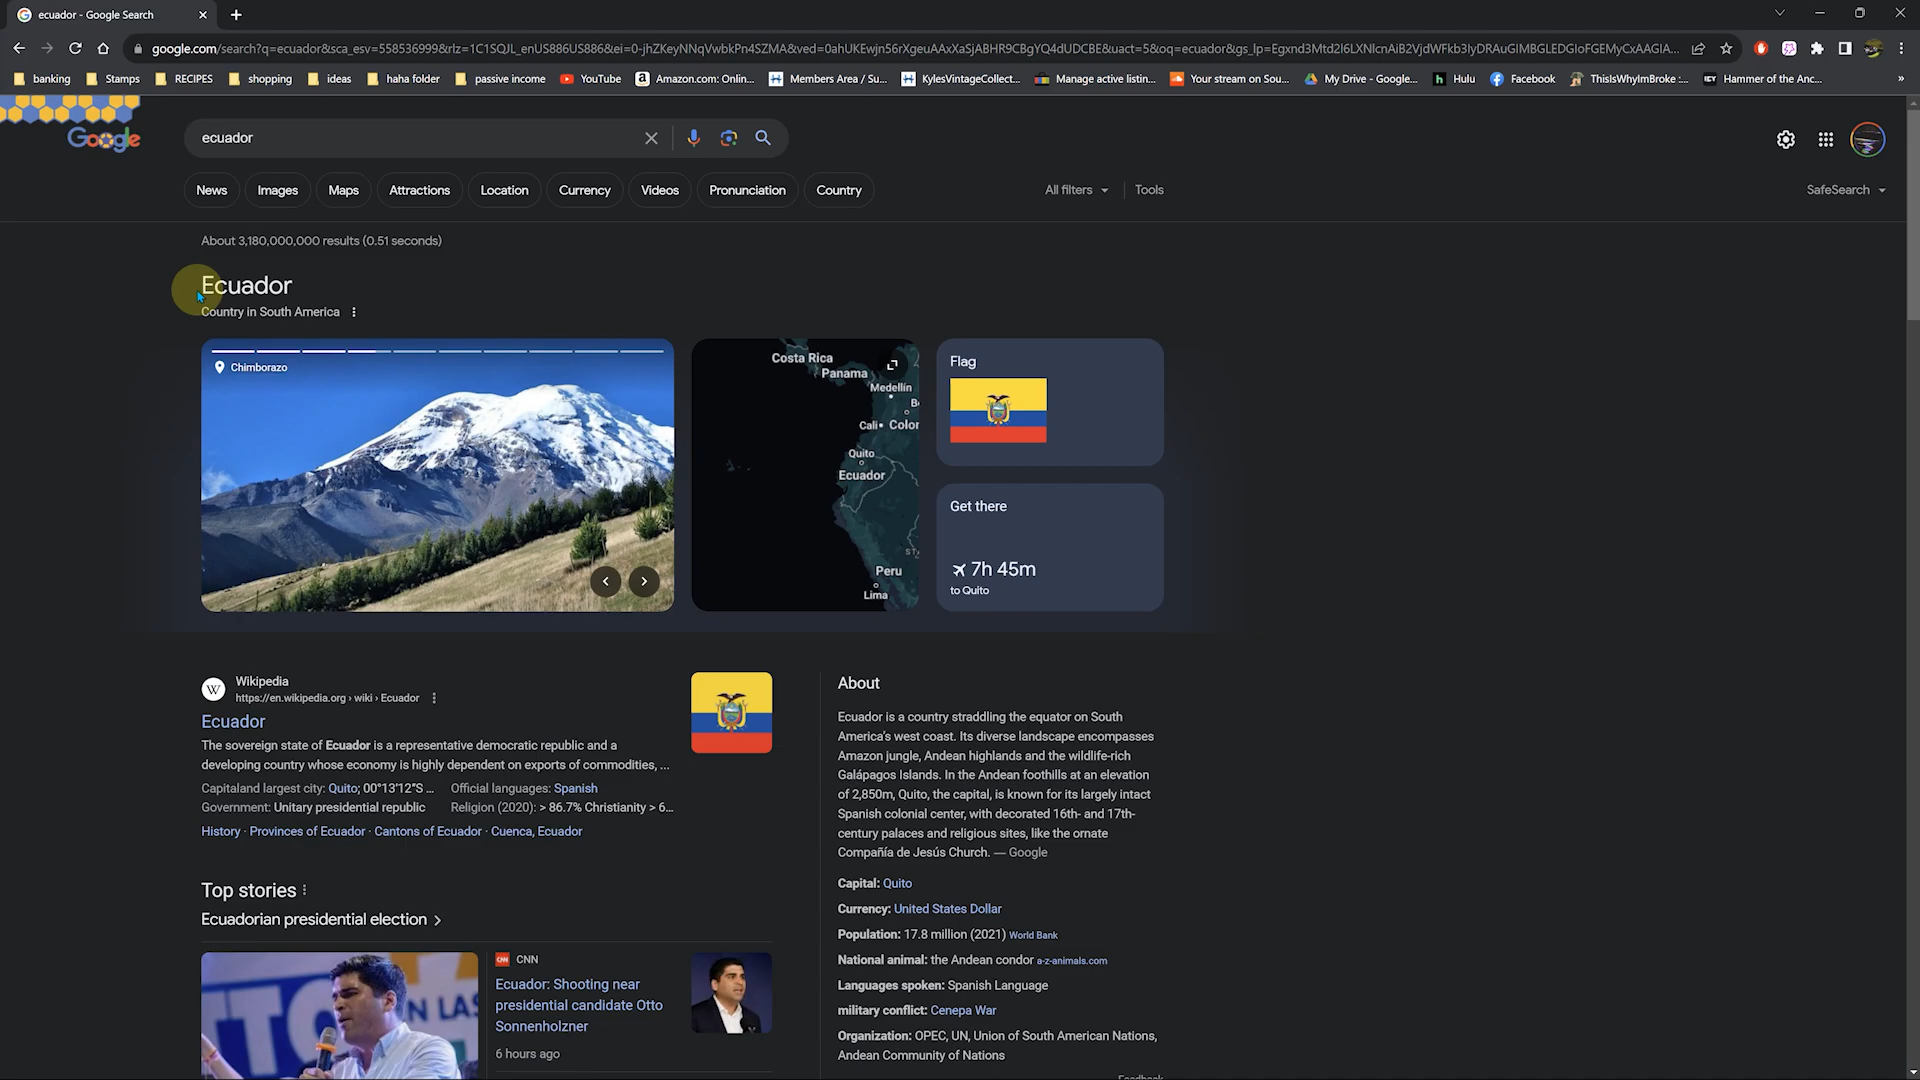 ecuador - Google Search
google.com/search?q=ecuador&sca_esv=558536999&rlz=1C1SQJL_enUS886US886&ei=0-jhZKeyNNqVwbkPn4SZMA&ved=0ahUKEwjn56rXgeuAAxXaSjABHR9CBgYQ4dUDCBE&uact=5&oq=ecuador&gs_lp=
banking Stamps RECIPES shopping ideas haha folder passive income YouTube Amazon.com: Onlin... Members Area / Su... KylesVintageCollect... Manage active listin... Your stream on Sou... My Drive - Google... Hulu Facebook ThisIsWhyImBroke :... Hammer of the Anc...
Google
ecuador
News Images Maps Attractions Location Currency Videos Pronunciation Country All filters Tools SafeSearch
About 3,180,000,000 results (0.51 seconds)
Ecuador
Country in South America
Chimborazo
Costa Rica
Panama
Medellín
Cali
Colon
Quito
Ecuador
Peru
Lima
Flag
Get there
7h 45m
to Quito
W
Wikipedia
https://en.wikipedia.org › wiki › Ecuador
Ecuador
The sovereign state of Ecuador is a representative democratic republic and a
developing country whose economy is highly dependent on exports of commodities, ...
Capitaland largest city: Quito; 00°13′12″S ... Official languages: Spanish
Government: Unitary presidential republic Religion (2020): > 86.7% Christianity > 6...
History · Provinces of Ecuador · Cantons of Ecuador · Cuenca, Ecuador
Top stories
Ecuadorian presidential election
CNN
Ecuador: Shooting near
presidential candidate Otto
Sonnenholzner
6 hours ago
About
Ecuador is a country straddling the equator on South
America's west coast. Its diverse landscape encompasses
Amazon jungle, Andean highlands and the wildlife-rich
Galápagos Islands. In the Andean foothills at an elevation
of 2,850m, Quito, the capital, is known for its largely intact
Spanish colonial center, with decorated 16th- and 17th-
century palaces and religious sites, like the ornate
Compañía de Jesús Church. — Google
Capital: Quito
Currency: United States Dollar
Population: 17.8 million (2021) World Bank
National animal: the Andean condor a-z-animals.com
Languages spoken: Spanish Language
military conflict: Cenepa War
Organization: OPEC, UN, Union of South American Nations,
Andean Community of Nations